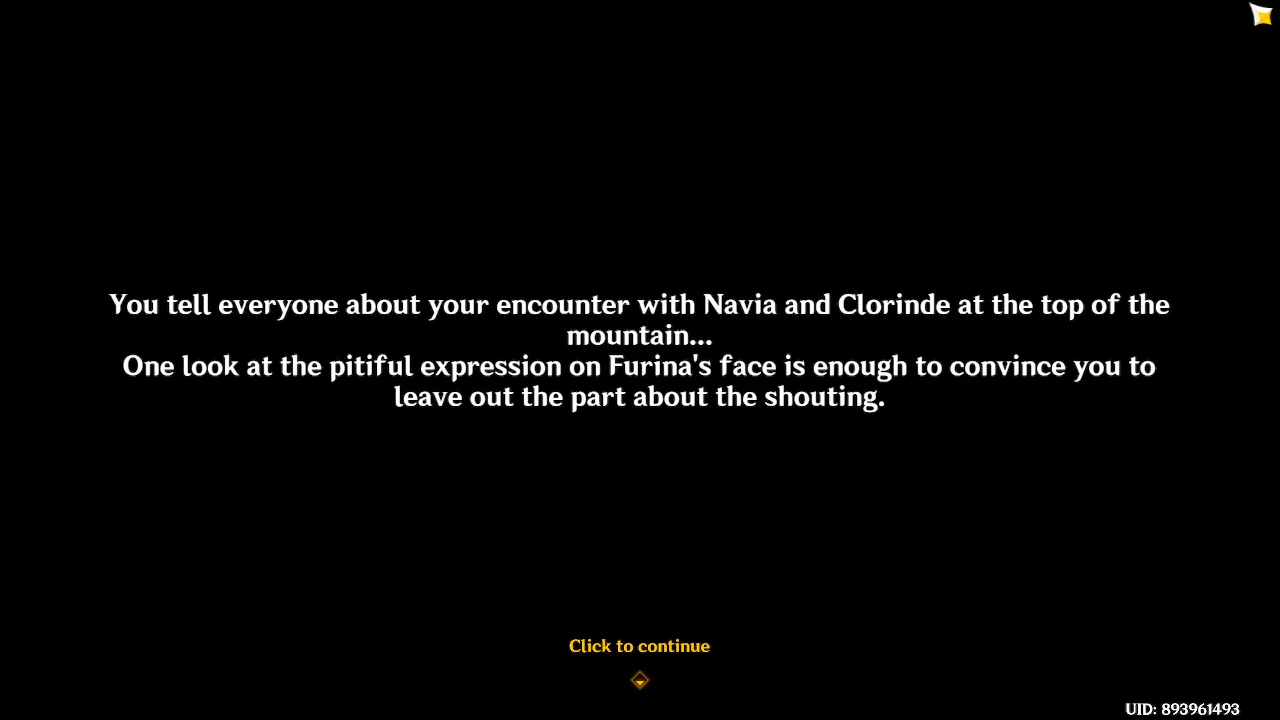 You tell everyone about your encounter with Navia and Clorinde at the top of the
mountain...
One look at the pitiful expression on Furina's face is enough to convince you to
leave out the part about the shouting.
Click to continue
UID: 893961493